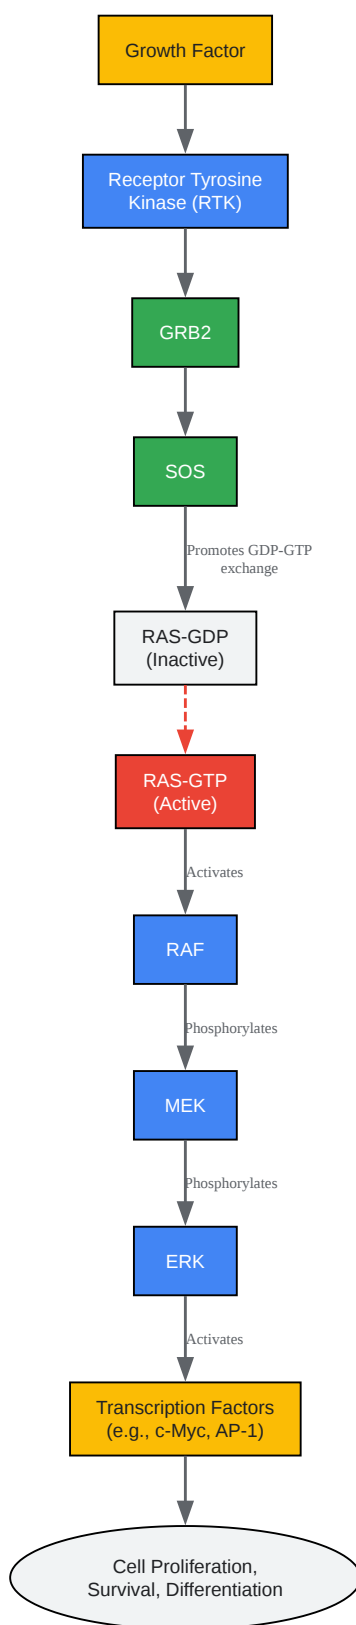 Growth Factor
Receptor Tyrosine
Kinase (RTK)
GRB2
SOS
Promotes GDP-GTP
exchange
RAS-GDP
(Inactive)
RAS-GTP
(Active)
Activates
RAF
Phosphorylates
MEK
Phosphorylates
ERK
Activates
Transcription Factors
(e.g., c-Myc, AP-1)
Cell Proliferation,
Survival, Differentiation